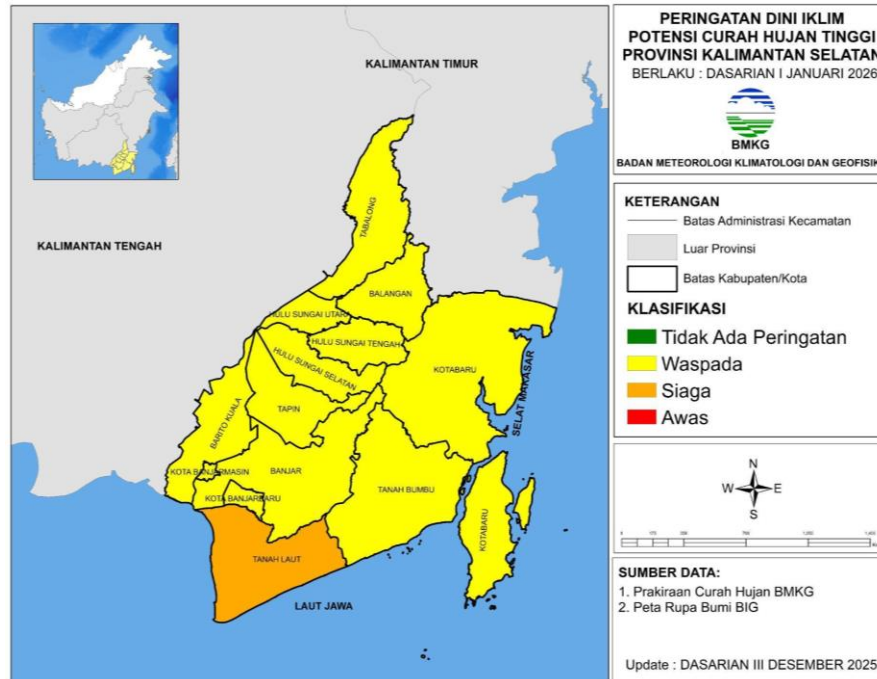 KALIMANTAN TIMUR
KALIMANTAN TENGAH
TABALONG
BALANGAN
HULU SUNGAI UTARA
HULU SUNGAI TENGAH
HULU SUNGAI SELATAN
KOTABARU
SELAT MAKASAR
TAPIN
BARITO KUALA
KOTA BANJARMASIN
BANJAR
KOTA BANJARBARU
TANAH BUMBU
KOTABARU
TANAH LAUT
LAUT JAWA
PERINGATAN DINI IKLIM
POTENSI CURAH HUJAN TINGGI
PROVINSI KALIMANTAN SELATAN
BERLAKU : DASARIAN I JANUARI 2026
BMKG
BADAN METEOROLOGI KLIMATOLOGI DAN GEOFISIK
KETERANGAN
Batas Administrasi Kecamatan
Luar Provinsi
Batas Kabupaten/Kota
KLASIFIKASI
Tidak Ada Peringatan
Waspada
Siaga
Awas
N
W E
S
SUMBER DATA:
1. Prakiraan Curah Hujan BMKG
2. Peta Rupa Bumi BIG
Update : DASARIAN III DESEMBER 2025